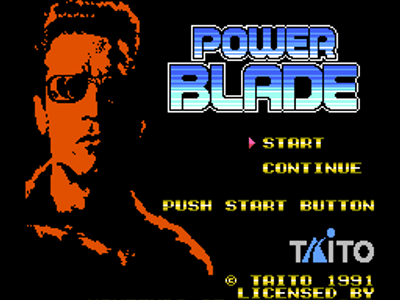 POWER
BLADE
START
CONTINUE
PUSH START BUTTON
TAITO
© TAITO 1991
LICENSED BY